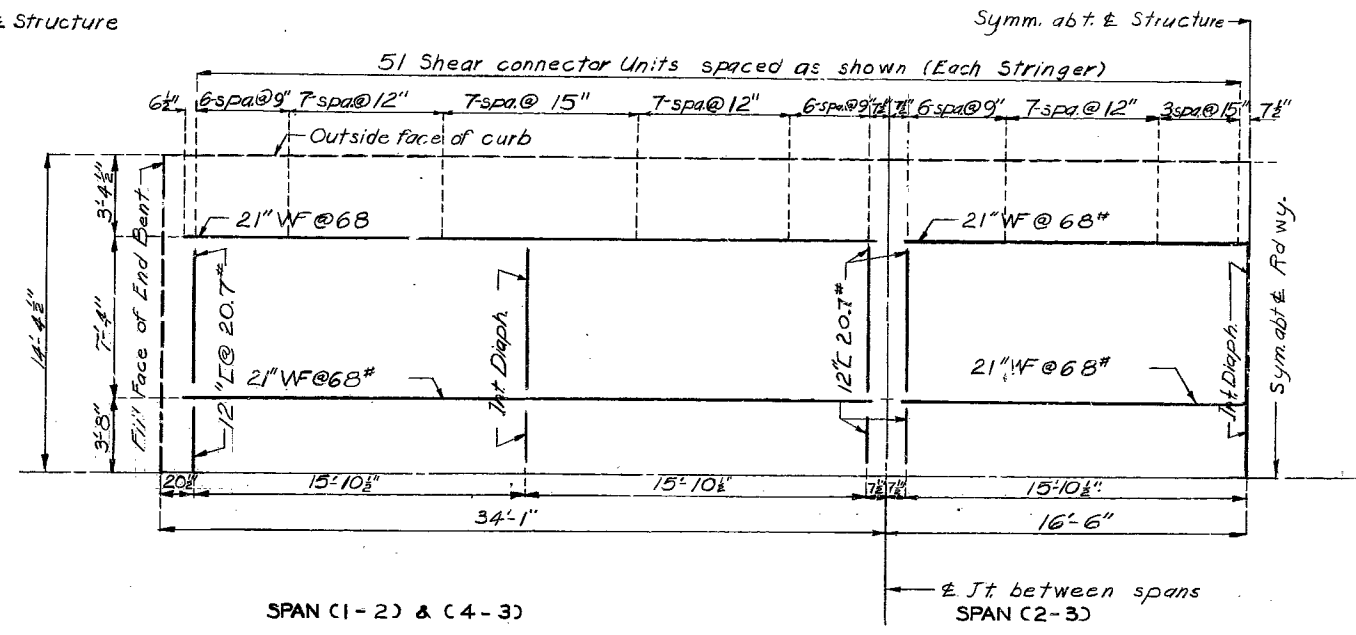 ℄ Structure
Symm. abt. ℄ Structure
51 Shear connector Units spaced as shown (Each Stringer)
6½" 6-spa@9" 7-spa.@12" 7-spa.@ 15" 7-spa.@12" 6-spa.@9" 7½" 7½" 6-spa@9" 7-spa.@12" 3spa.@15" 7½"
Outside face of curb
3'-4½"
21" WF @68
21" WF @ 68#
14'-4½"
7'-4"
Fill Face of End Bent
12"[@ 20.7#
Int. Diaph.
12"[ 20.7#
Int Diaph.
Sym. abt ℄ Rdwy.
21" WF@68#
21" WF @68#
3'-8"
20½" 15'-10½" 15'-10½" 7½" 7½" 15'-10½"
34'-1" 16'-6"
℄ Jt. between spans
SPAN (1-2) & (4-3) SPAN (2-3)